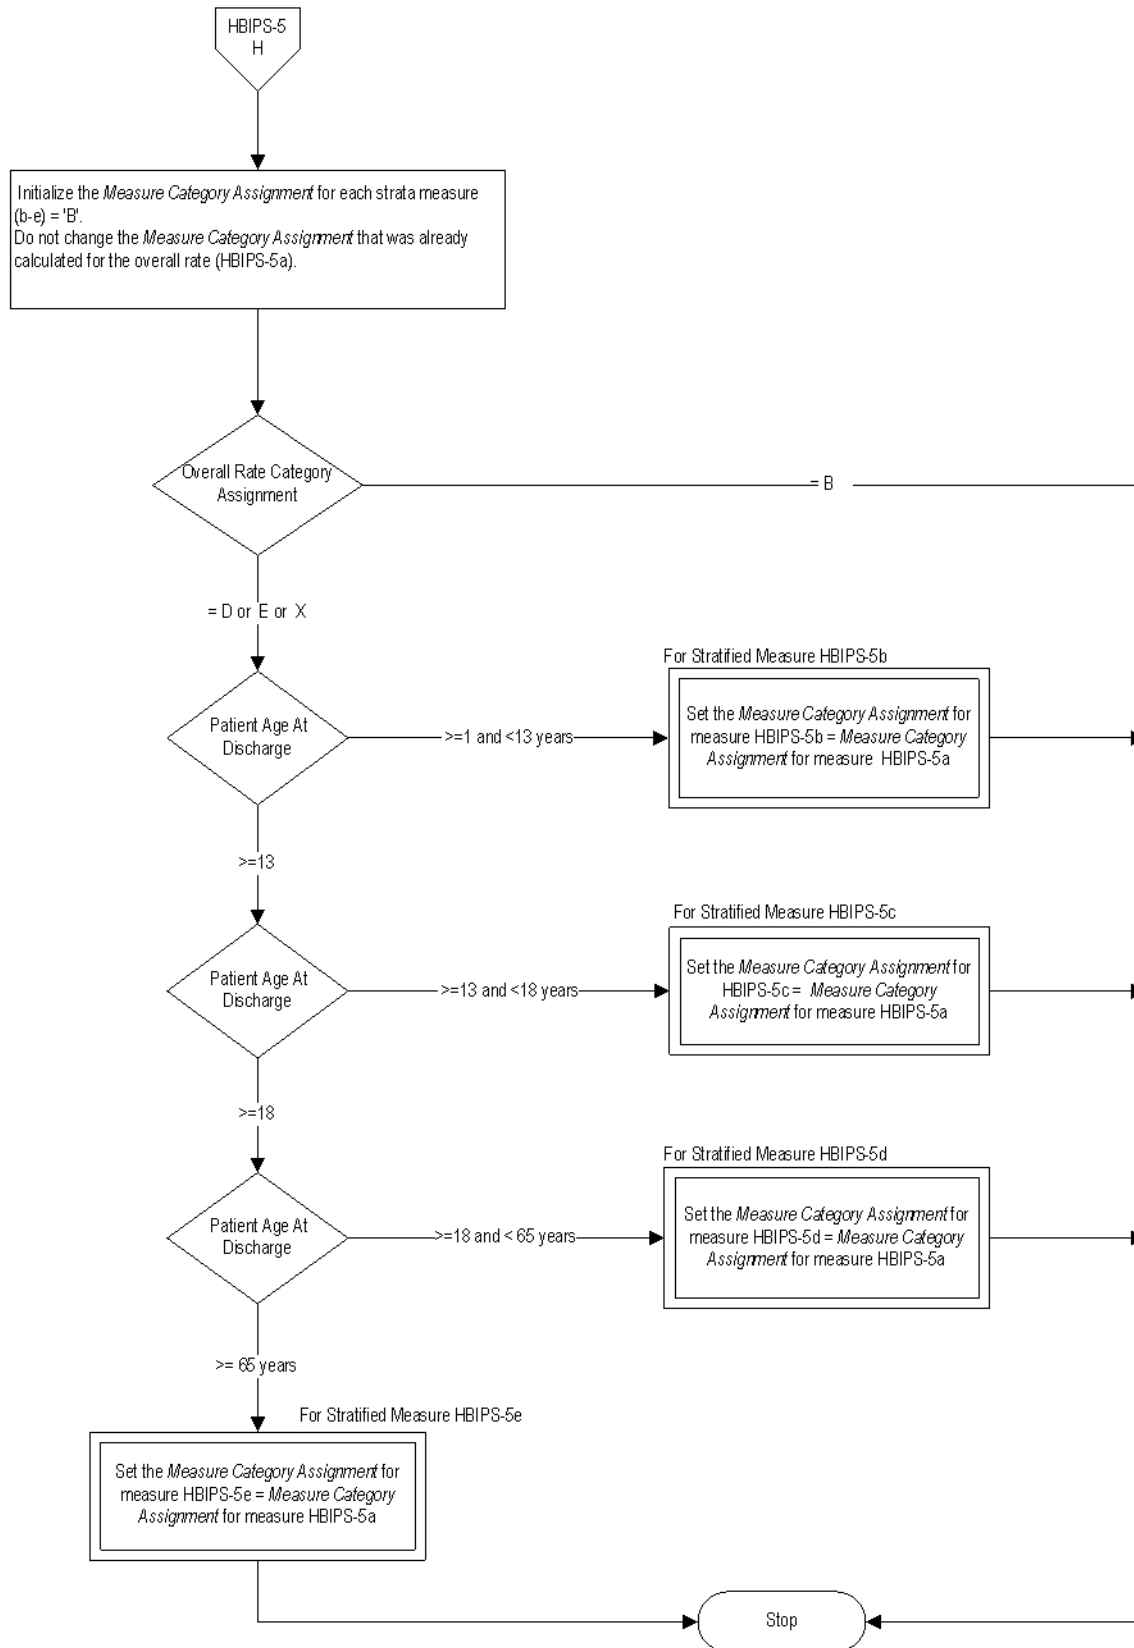 HBIPS-5
H
Initialize the Measure Category Assignment for each strata measure
(b-e) = 'B'.
Do not change the Measure Category Assignment that was already
calculated for the overall rate (HBIPS-5a).
Overall Rate Category
Assignment
= B
= D or E or X
For Stratified Measure HBIPS-5b
Patient Age At
Discharge
>=1 and <13 years
Set the Measure Category Assignment for
measure HBIPS-5b = Measure Category
Assignment for measure HBIPS-5a
>=13
For Stratified Measure HBIPS-5c
Patient Age At
Discharge
>=13 and <18 years
Set the Measure Category Assignment for
HBIPS-5c = Measure Category
Assignment for measure HBIPS-5a
>=18
For Stratified Measure HBIPS-5d
Patient Age At
Discharge
>=18 and < 65 years
Set the Measure Category Assignment for
measure HBIPS-5d = Measure Category
Assignment for measure HBIPS-5a
>= 65 years
For Stratified Measure HBIPS-5e
Set the Measure Category Assignment for
measure HBIPS-5e = Measure Category
Assignment for measure HBIPS-5a
Stop